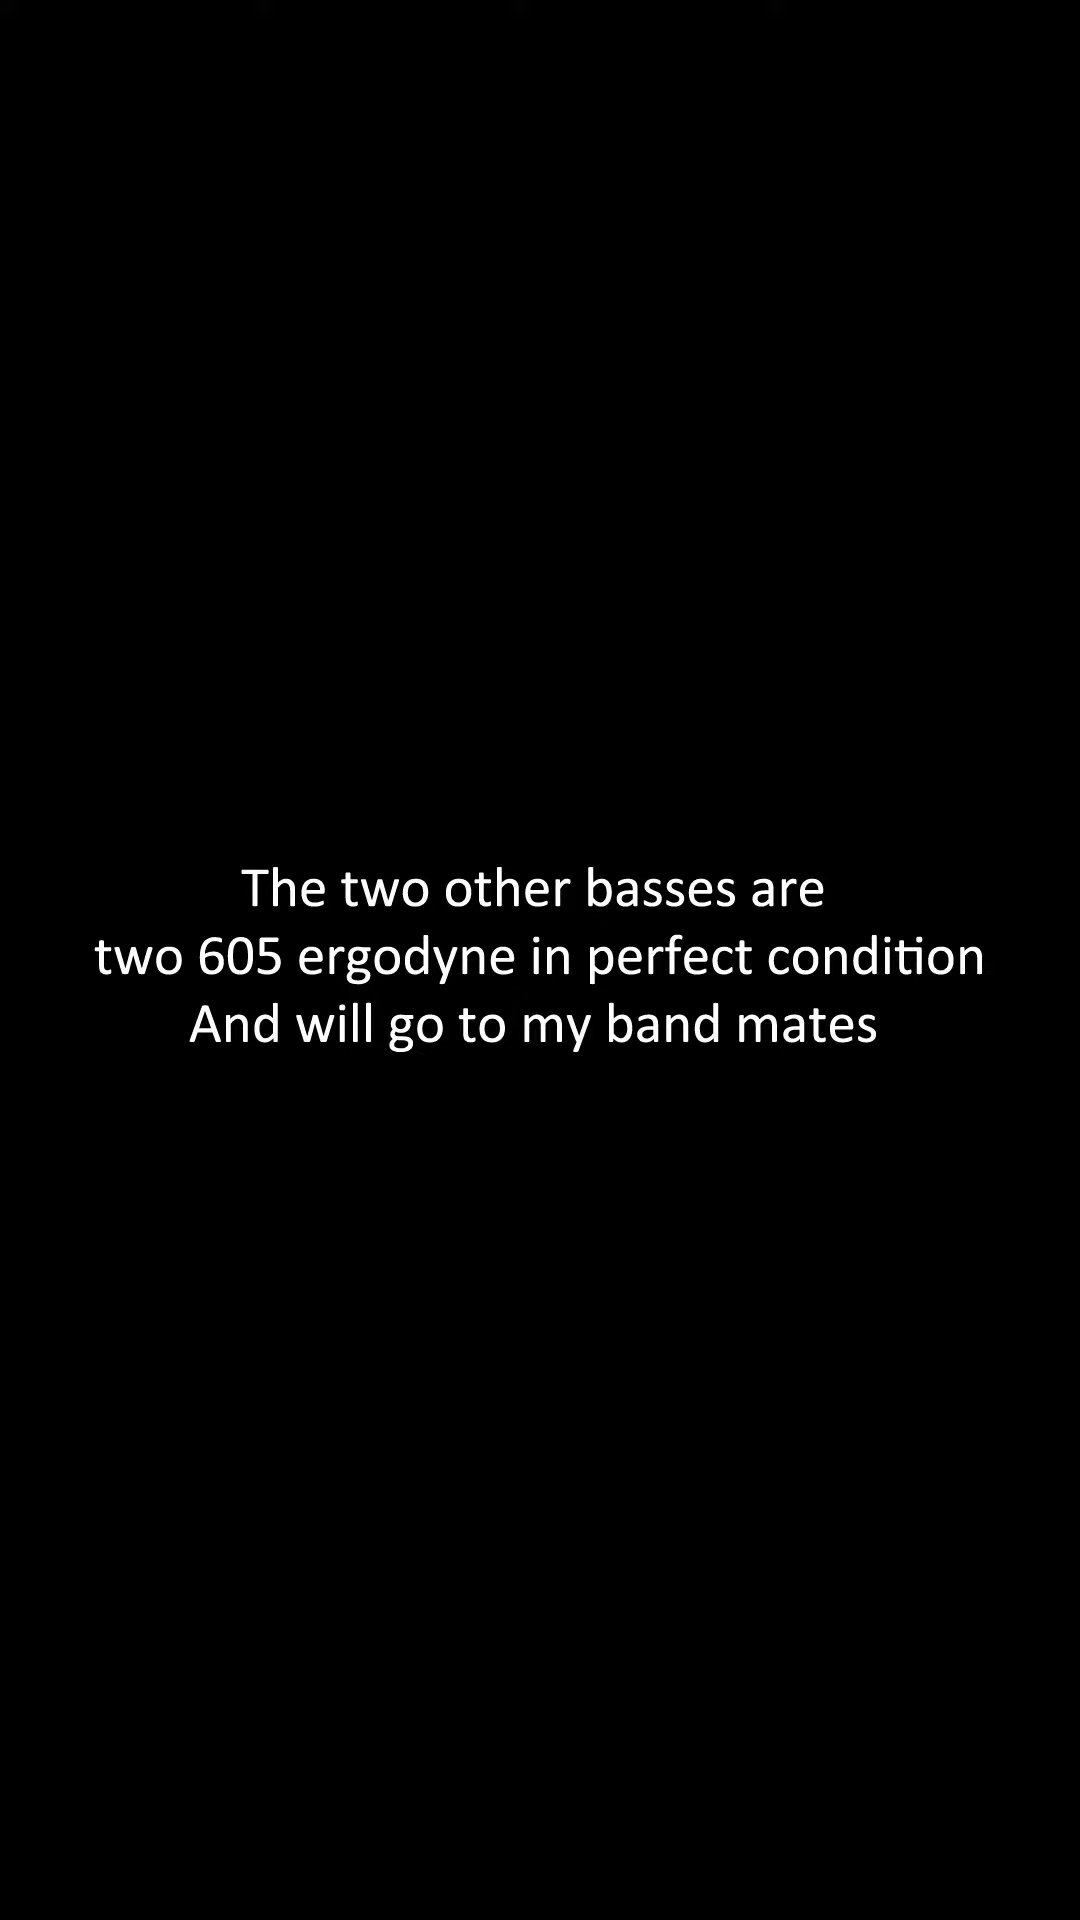 The two other basses are
two 605 ergodyne in perfect condition
And will go to my band mates